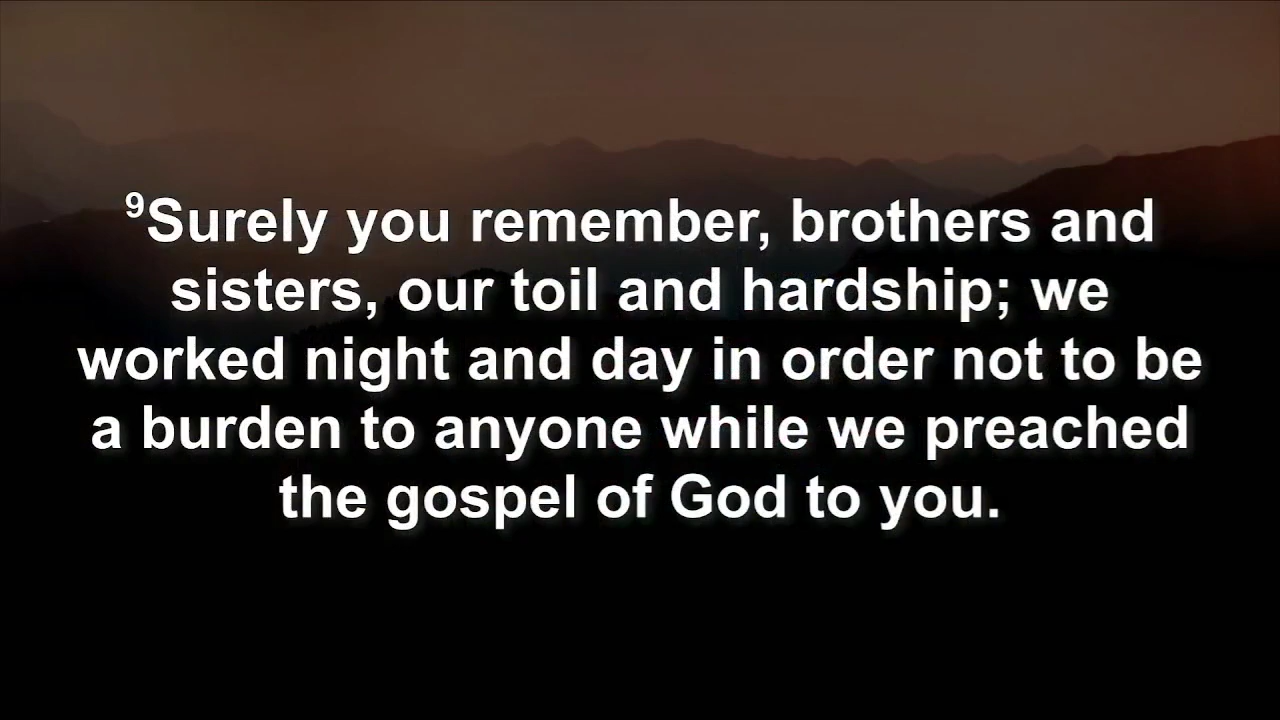 ⁹Surely you remember, brothers and
sisters, our toil and hardship; we
worked night and day in order not to be
a burden to anyone while we preached
the gospel of God to you.